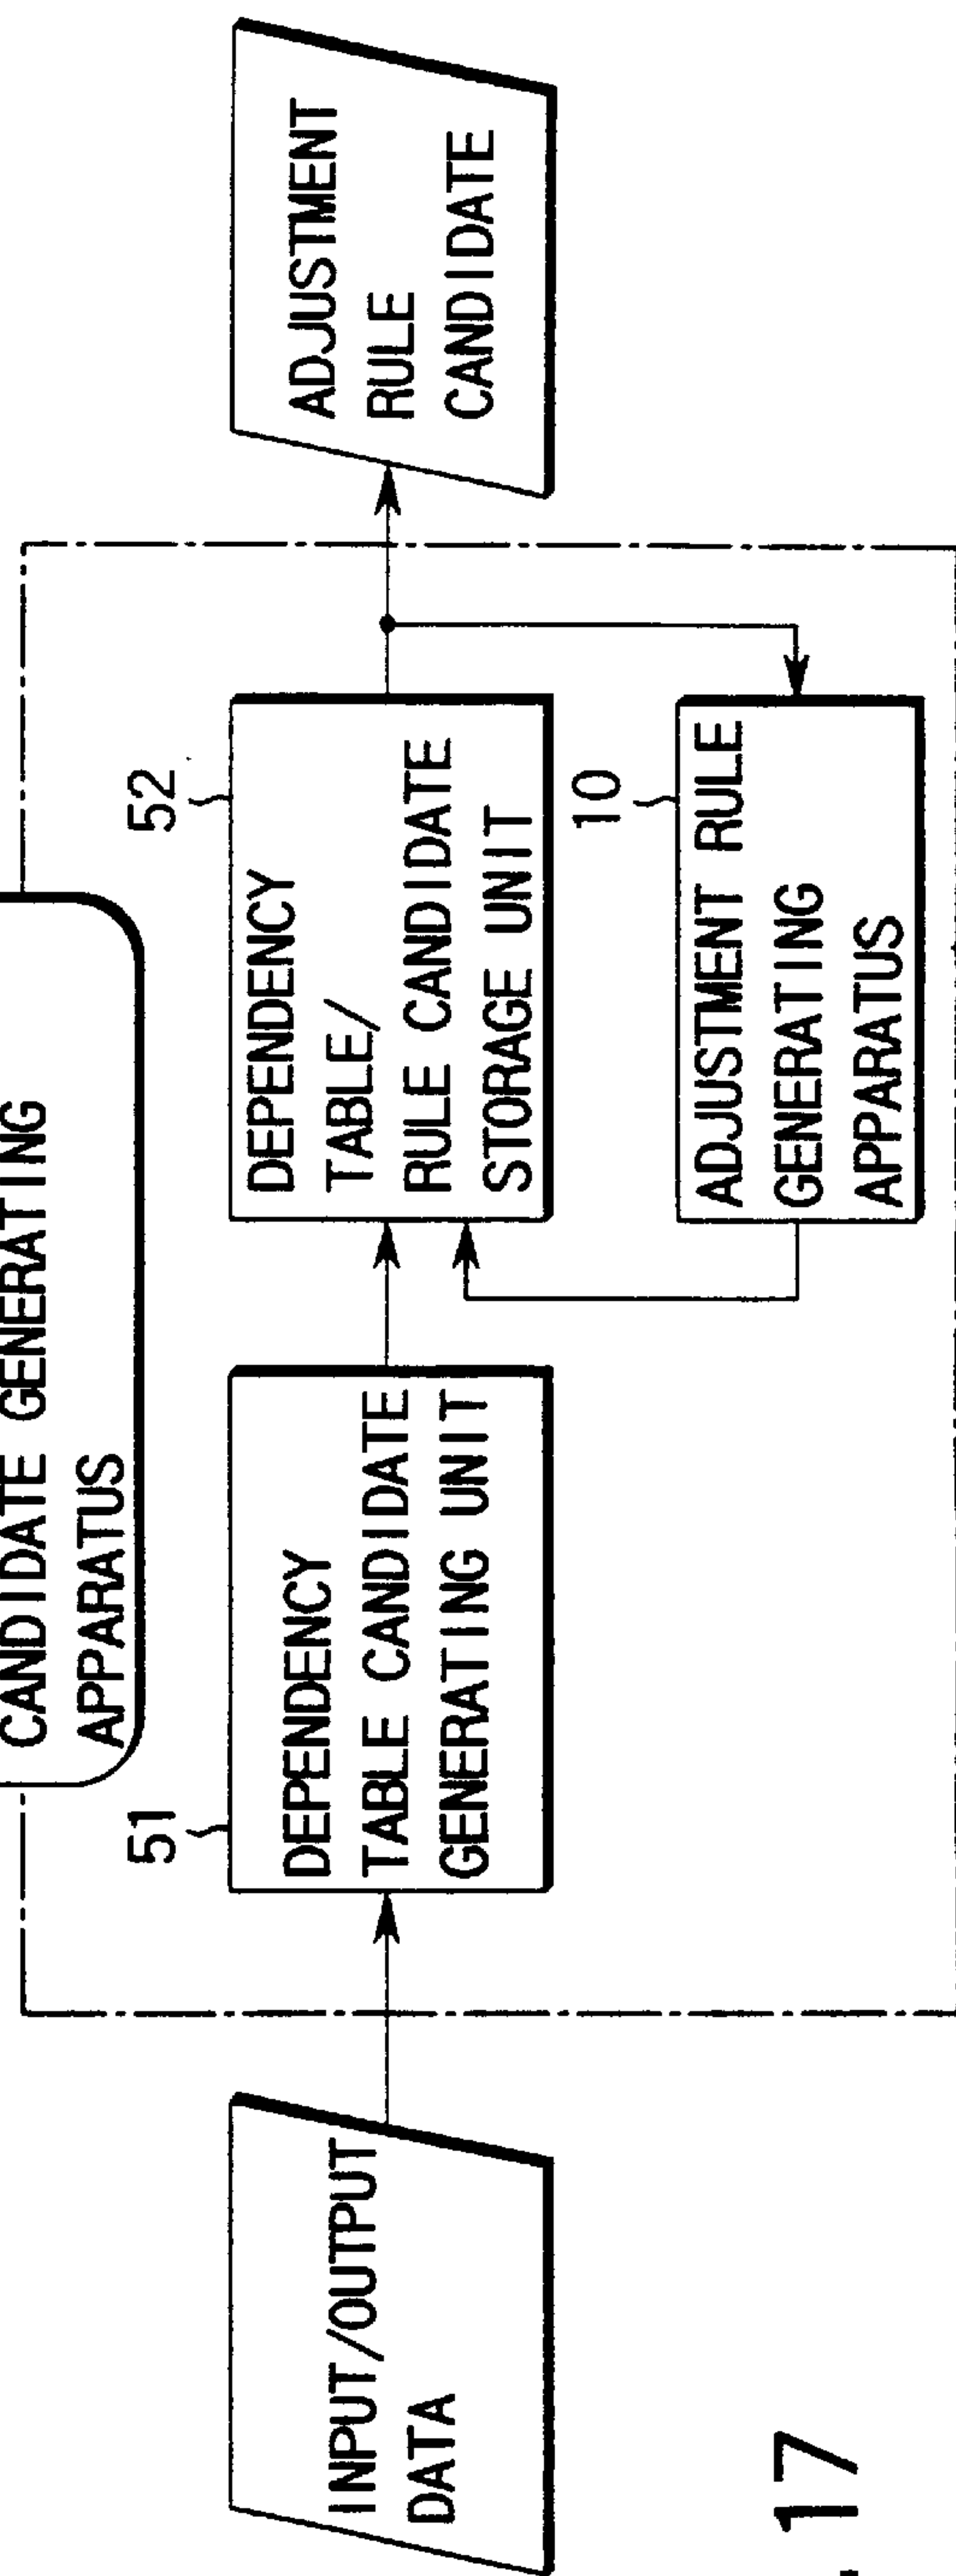 CANDIDATE GENERATING
APPARATUS
51
52
INPUT/OUTPUT
DATA
DEPENDENCY
TABLE CANDIDATE
GENERATING UNIT
DEPENDENCY
TABLE/
RULE CANDIDATE
STORAGE UNIT
ADJUSTMENT
RULE
CANDIDATE
10
ADJUSTMENT RULE
GENERATING
APPARATUS
17